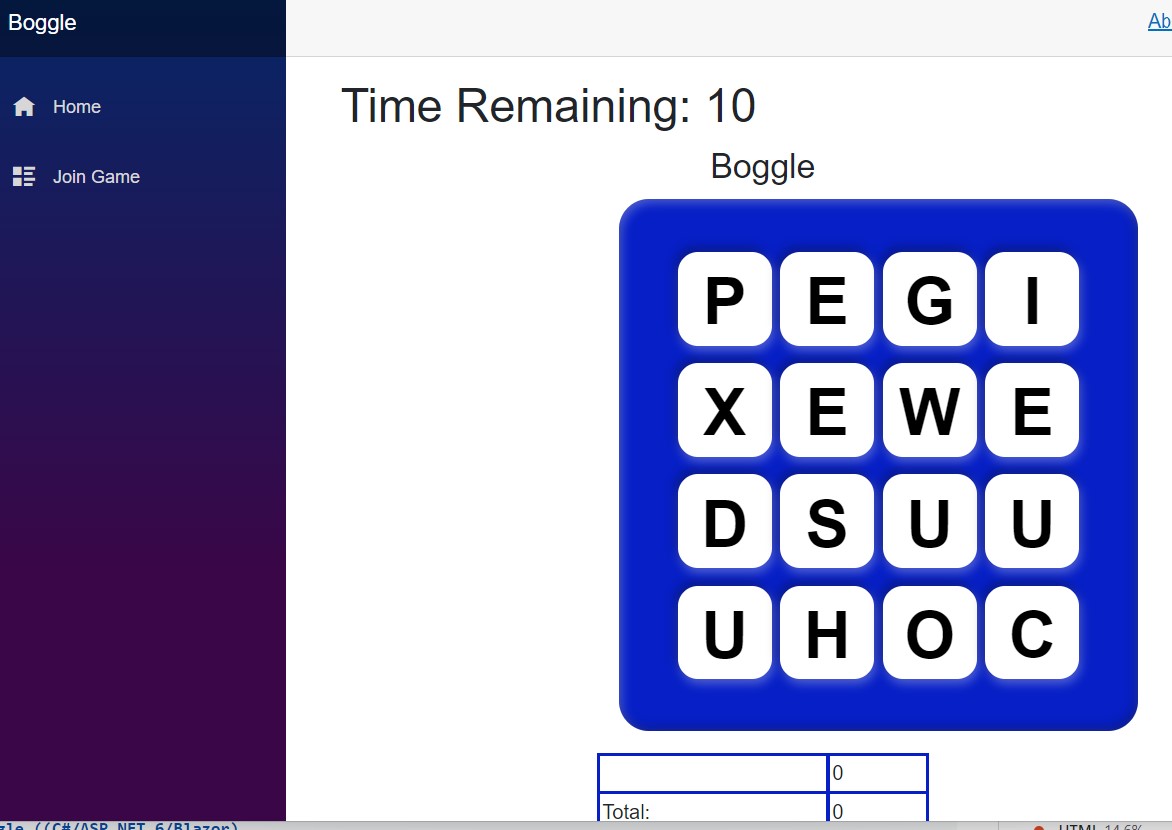 Boggle
Ab
Home
Join Game
Time Remaining: 10
Boggle
P E G I
X E W E
D S U U
U H O C
0
Total: 0
gle ((C#/ASP.NET 6/Blazor)
HTML 14.6%